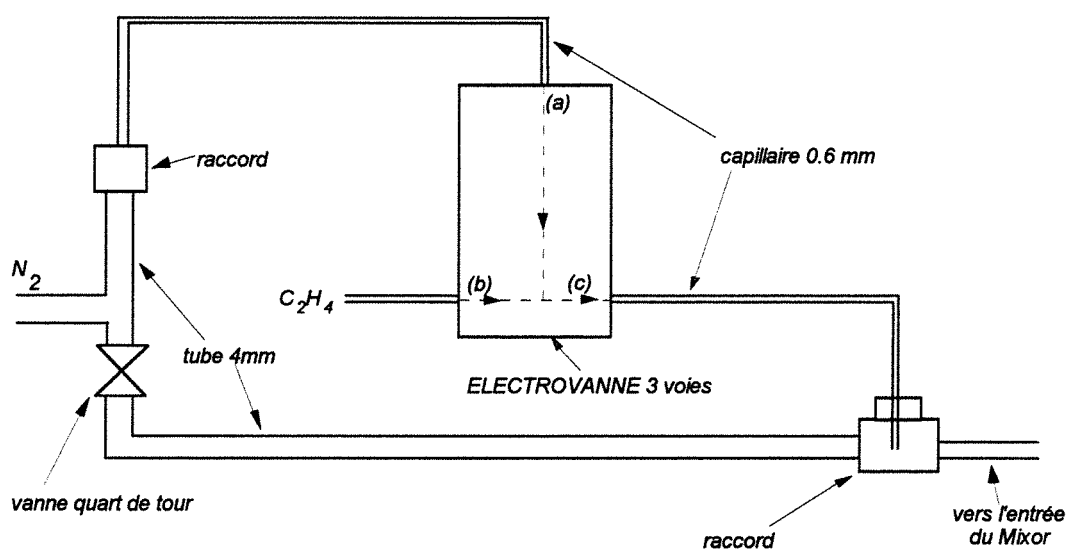 (a)
raccord
capillaire 0.6 mm
N2
(b)
(c)
C2H4
tube 4mm
ELECTROVANNE 3 voies
vanne quart de tour
raccord
vers l'entrée
du Mixor